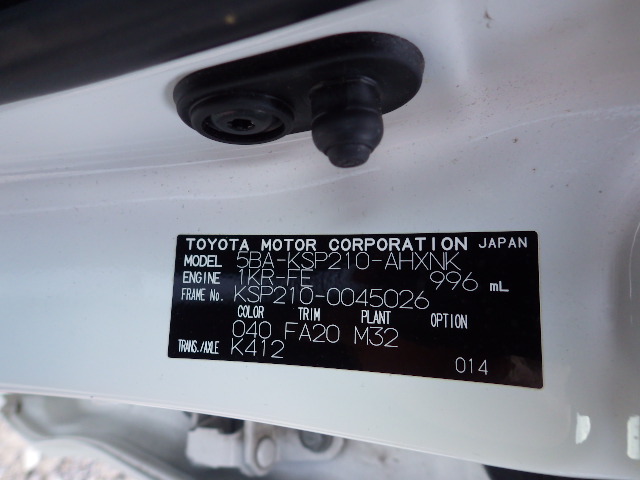 TOYOTA MOTOR CORPORATION JAPAN
MODEL 5BA-KSP210-AHXNK
ENGINE 1KR-FE 996 mL
FRAME No. KSP210-0045026
COLOR TRIM PLANT OPTION
040 FA20 M32
TRANS./AXLE K412
014